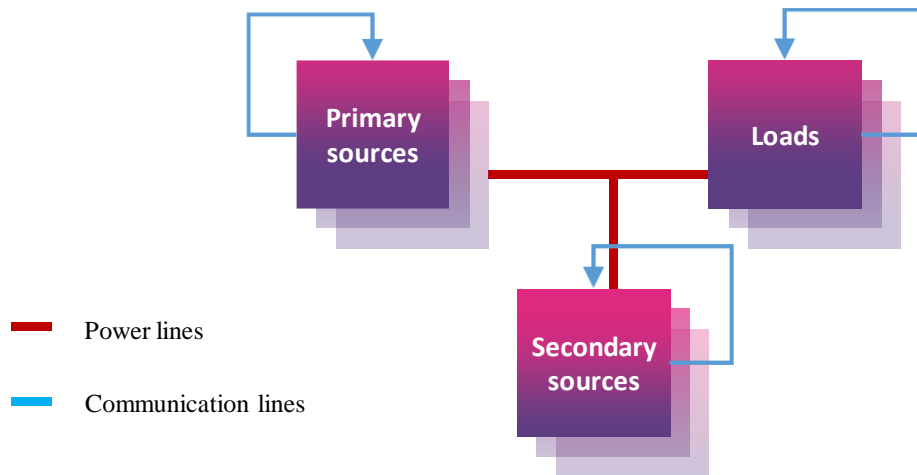 Primary
sources
Loads
Secondary
sources
Power lines
Communication lines